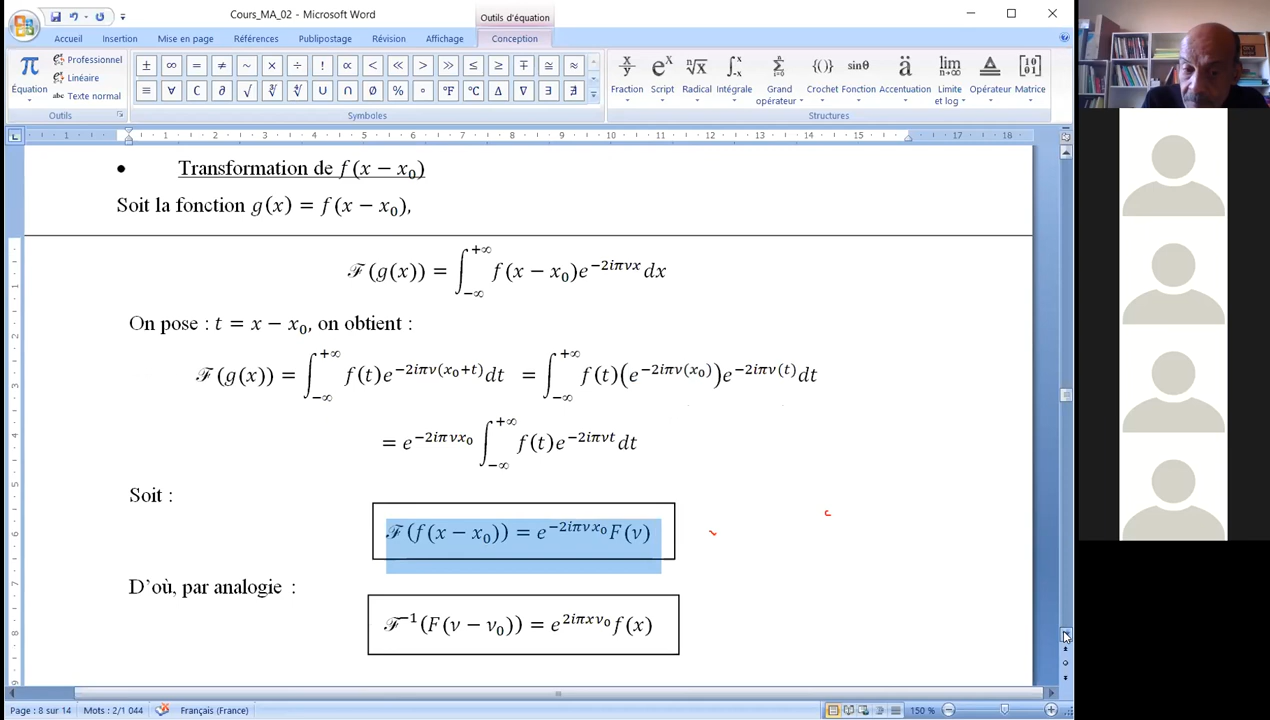 Cours_MA_02 - Microsoft Word
Outils d'équation
Accueil Insertion Mise en page Références Publipostage Révision Affichage Conception
π Équation
Professionnel
Linéaire
abc Texte normal
Outils
± ∞ = ≠ ~ × ÷ ! ∝ < ≪ > ≫ ≤ ≥ ∓ ≅ ≈
≡ ∀ ∁ ∂ √ ∛ ∜ ∪ ∩ ∅ % ° °F °C ∆ ∇ ∃ ∄
Symboles
Fraction Script Radical Intégrale Grand opérateur Crochet Fonction Accentuation Limite et log Opérateur Matrice
Structures
• Transformation de f(x − x₀)
Soit la fonction g(x) = f(x − x₀),
ℱ(g(x)) = ∫_{−∞}^{+∞} f(x − x₀)e^{−2iπνx} dx
On pose : t = x − x₀, on obtient :
ℱ(g(x)) = ∫_{−∞}^{+∞} f(t)e^{−2iπν(x₀+t)} dt = ∫_{−∞}^{+∞} f(t)(e^{−2iπν(x₀)})e^{−2iπν(t)} dt
= e^{−2iπνx₀} ∫_{−∞}^{+∞} f(t)e^{−2iπνt} dt
Soit :
ℱ(f(x − x₀)) = e^{−2iπνx₀} F(ν)
D'où, par analogie :
ℱ^{−1}(F(ν − ν₀)) = e^{2iπxν₀} f(x)
Page : 8 sur 14 Mots : 2/1 044 Français (France) 150 %